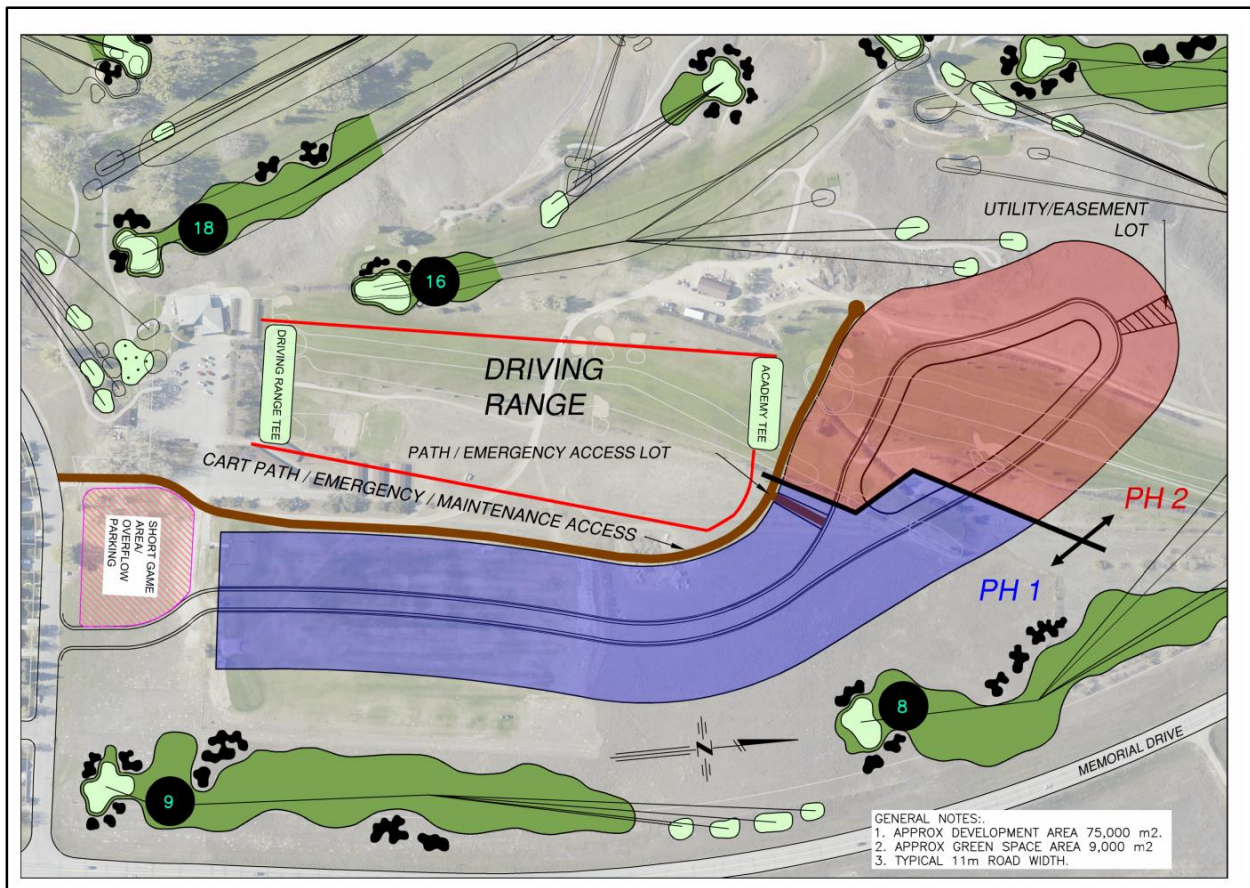 18
16
UTILITY/EASEMENT
LOT
DRIVING RANGE TEE
DRIVING
RANGE
ACADEMY TEE
PATH / EMERGENCY ACCESS LOT
CART PATH / EMERGENCY / MAINTENANCE ACCESS
SHORT GAME
AREA/
OVERFLOW
PARKING
PH 2
PH 1
8
9
N
MEMORIAL DRIVE
GENERAL NOTES:.
1. APPROX DEVELOPMENT AREA 75,000 m2.
2. APPROX GREEN SPACE AREA 9,000 m2
3. TYPICAL 11m ROAD WIDTH.